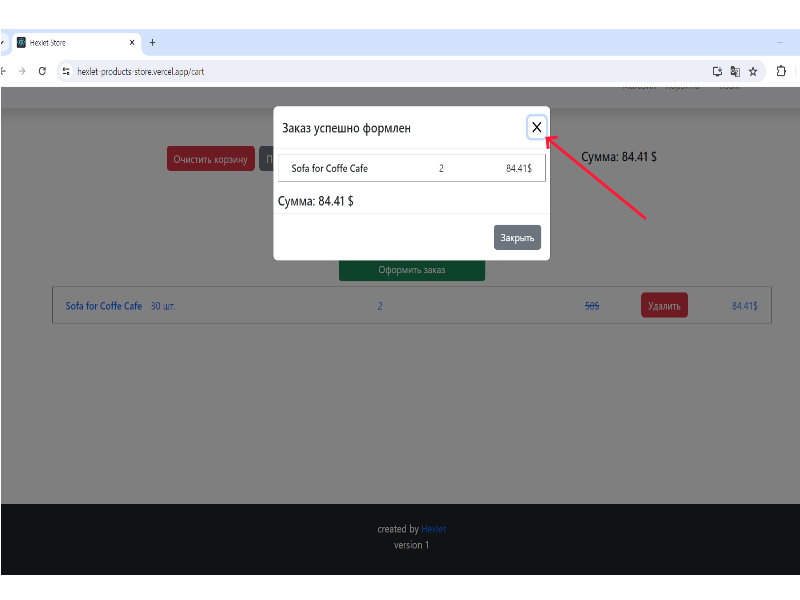 Hexlet Store
hexlet-products-store.vercel.app/cart
Заказ успешно формлен
Очистить корзину
П
Сумма: 84.41 $
Sofa for Coffe Cafe 2 84.41$
Сумма: 84.41 $
Закрыть
Оформить заказ
Sofa for Coffe Cafe 30 шт. 2 50$ Удалить 84.41$
created by Hexlet
version 1